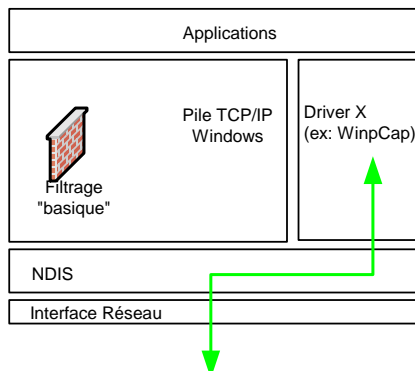 Applications
Pile TCP/IP
Windows
Driver X
(ex: WinpCap)
Filtrage
"basique"
NDIS
Interface Réseau